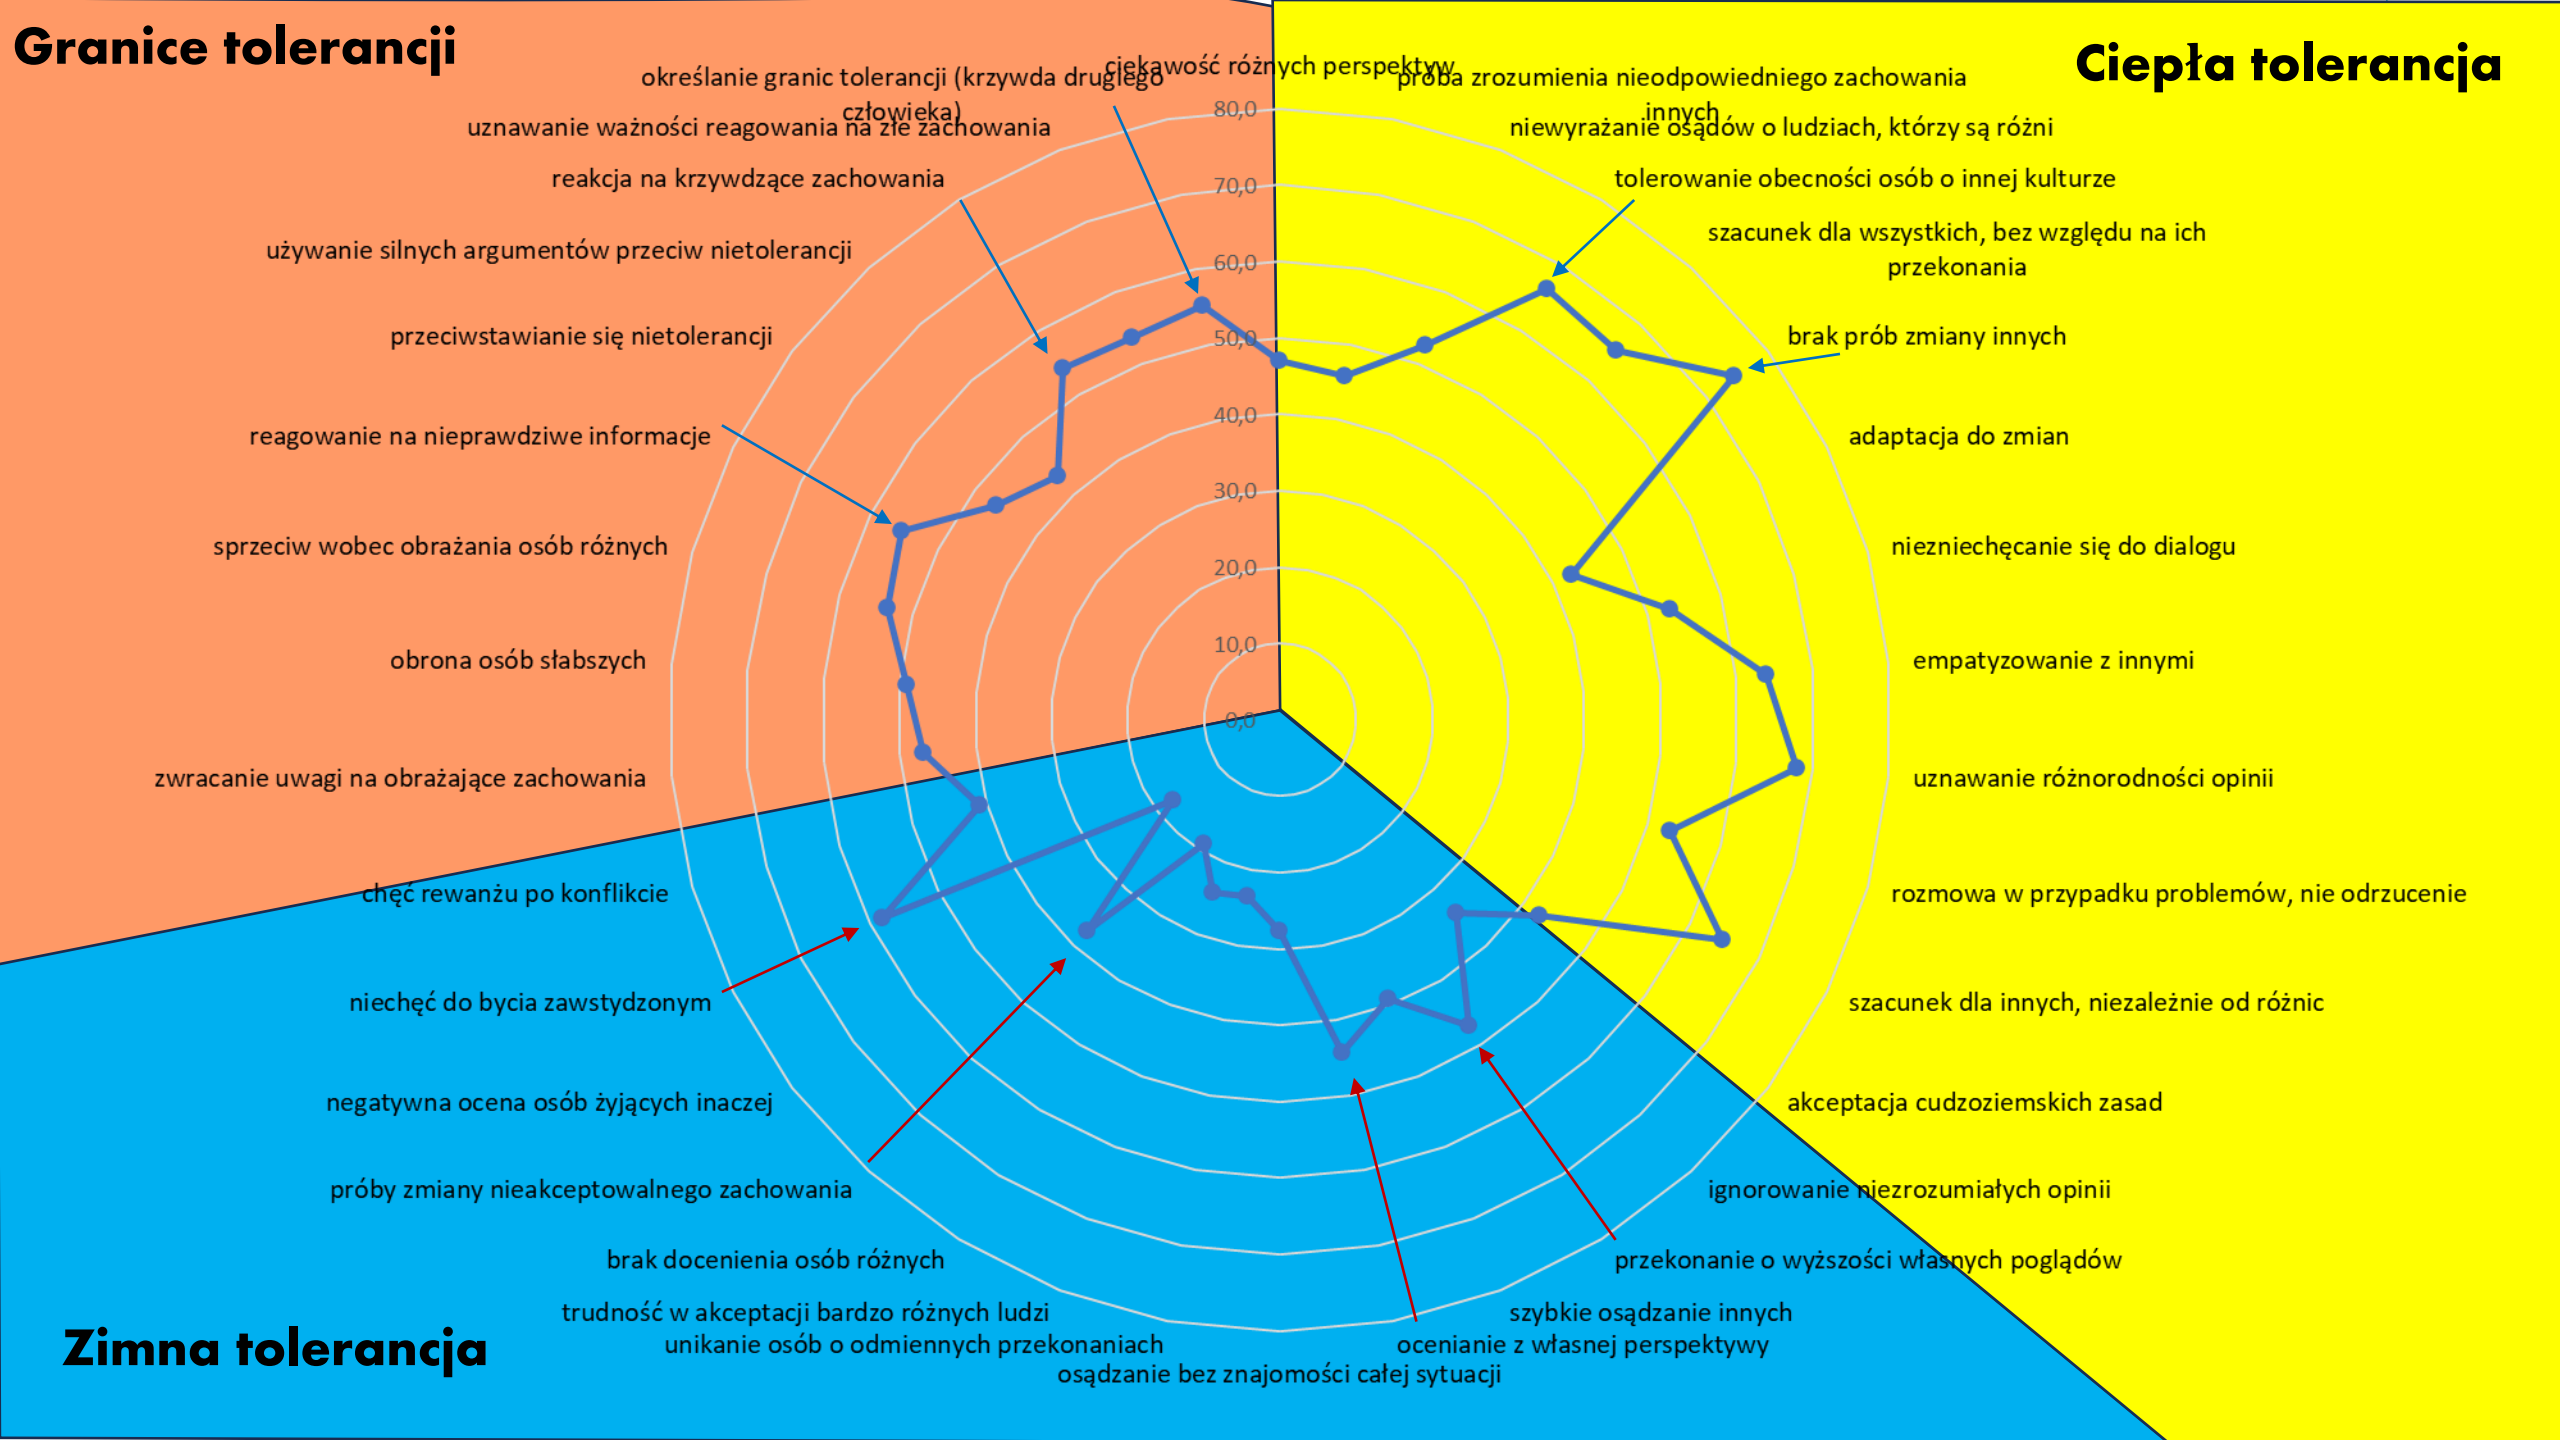 Granice tolerancji
Ciepła tolerancja
ciekawość różnych perspektyw
próba zrozumienia nieodpowiedniego zachowania
innych
niewyrażanie osądów o ludziach, którzy są różni
tolerowanie obecności osób o innej kulturze
szacunek dla wszystkich, bez względu na ich
przekonania
brak prób zmiany innych
adaptacja do zmian
niezniechęcanie się do dialogu
empatyzowanie z innymi
uznawanie różnorodności opinii
rozmowa w przypadku problemów, nie odrzucenie
szacunek dla innych, niezależnie od różnic
akceptacja cudzoziemskich zasad
ignorowanie niezrozumiałych opinii
przekonanie o wyższości własnych poglądów
szybkie osądzanie innych
ocenianie z własnej perspektywy
osądzanie bez znajomości całej sytuacji
unikanie osób o odmiennych przekonaniach
trudność w akceptacji bardzo różnych ludzi
brak docenienia osób różnych
próby zmiany nieakceptowalnego zachowania
negatywna ocena osób żyjących inaczej
niechęć do bycia zawstydzonym
chęć rewanżu po konflikcie
zwracanie uwagi na obrażające zachowania
obrona osób słabszych
sprzeciw wobec obrażania osób różnych
reagowanie na nieprawdziwe informacje
przeciwstawianie się nietolerancji
używanie silnych argumentów przeciw nietolerancji
reakcja na krzywdzące zachowania
uznawanie ważności reagowania na złe zachowania
określanie granic tolerancji (krzywda drugiego
człowieka)
80,0
70,0
60,0
50,0
40,0
30,0
20,0
10,0
0,0
Zimna tolerancja